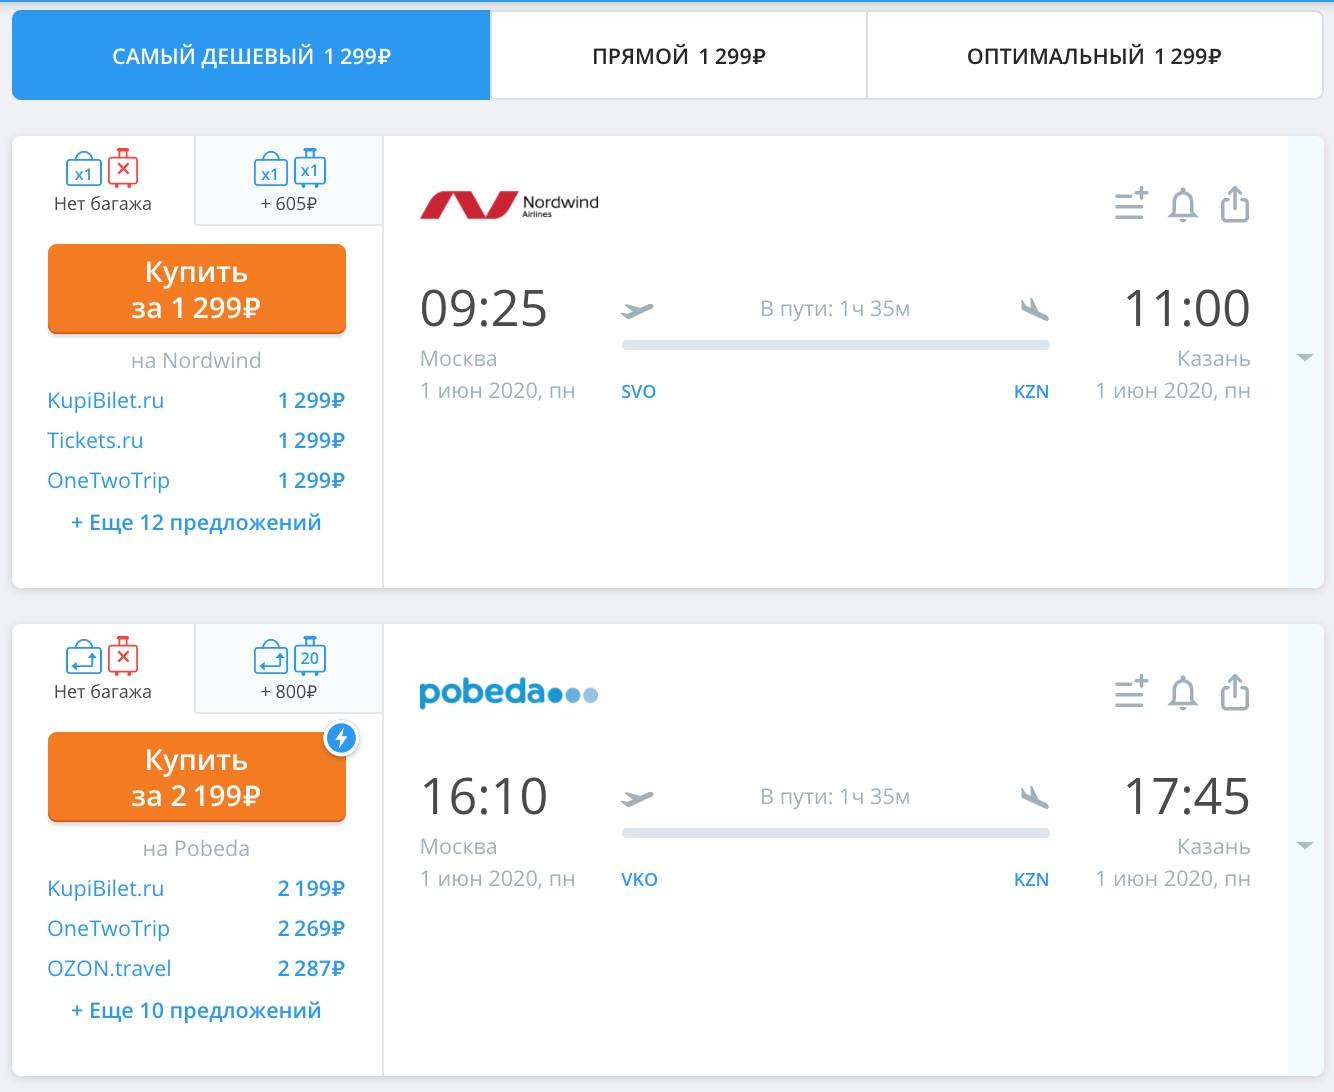 САМЫЙ ДЕШЕВЫЙ 1 299₽
ПРЯМОЙ 1 299₽
ОПТИМАЛЬНЫЙ 1 299₽
x1
Нет багажа
x1 x1
+ 605₽
Купить
за 1 299₽
на Nordwind
KupiBilet.ru 1 299₽
Tickets.ru 1 299₽
OneTwoTrip 1 299₽
+ Еще 12 предложений
Nordwind
Airlines
09:25
В пути: 1ч 35м
11:00
Москва
Казань
1 июн 2020, пн
SVO
KZN
1 июн 2020, пн
Нет багажа
20
+ 800₽
Купить
за 2 199₽
на Pobeda
KupiBilet.ru 2 199₽
OneTwoTrip 2 269₽
OZON.travel 2 287₽
+ Еще 10 предложений
pobeda
16:10
В пути: 1ч 35м
17:45
Москва
Казань
1 июн 2020, пн
VKO
KZN
1 июн 2020, пн